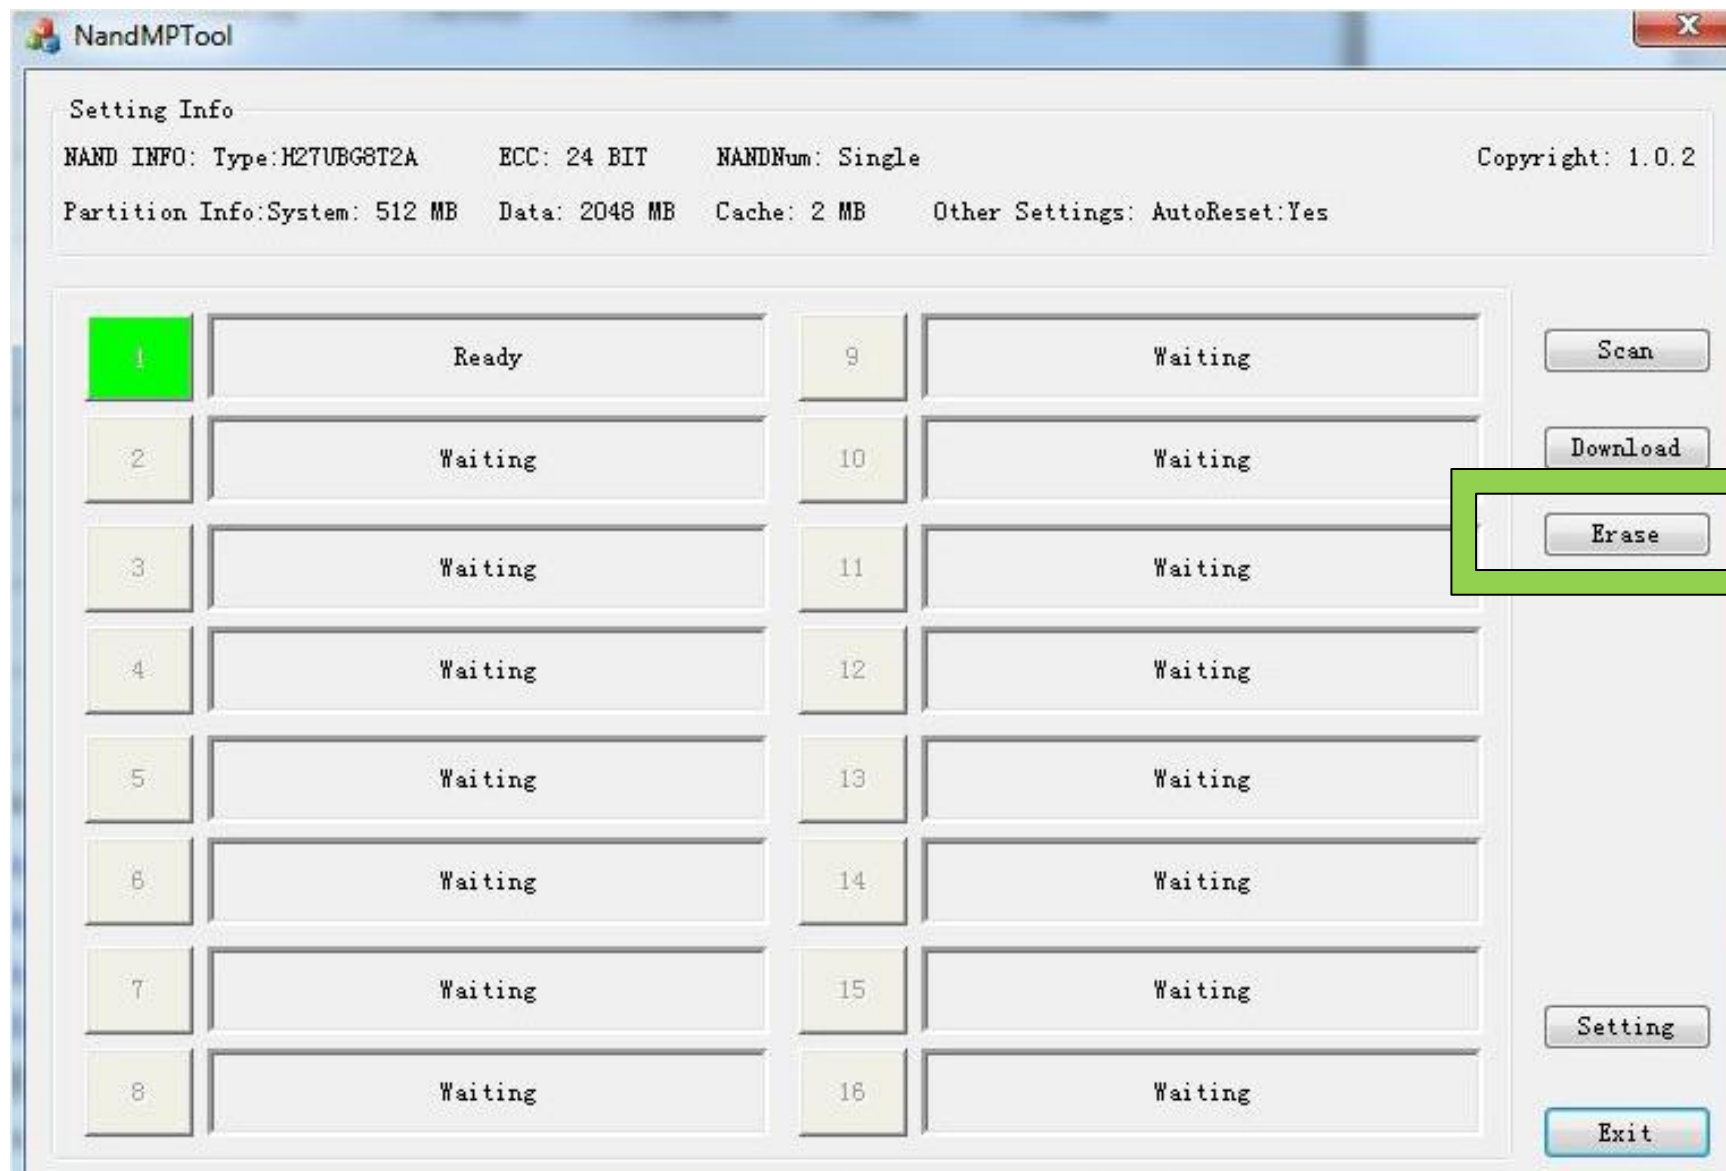 NandMPTool
Setting Info
NAND INFO: Type:H27UBG8T2A ECC: 24 BIT NANDNum: Single Copyright: 1.0.2
Partition Info:System: 512 MB Data: 2048 MB Cache: 2 MB Other Settings: AutoReset:Yes
1 Ready 9 Waiting Scan
2 Waiting 10 Waiting Download
3 Waiting 11 Waiting Erase
4 Waiting 12 Waiting
5 Waiting 13 Waiting
6 Waiting 14 Waiting
7 Waiting 15 Waiting Setting
8 Waiting 16 Waiting Exit